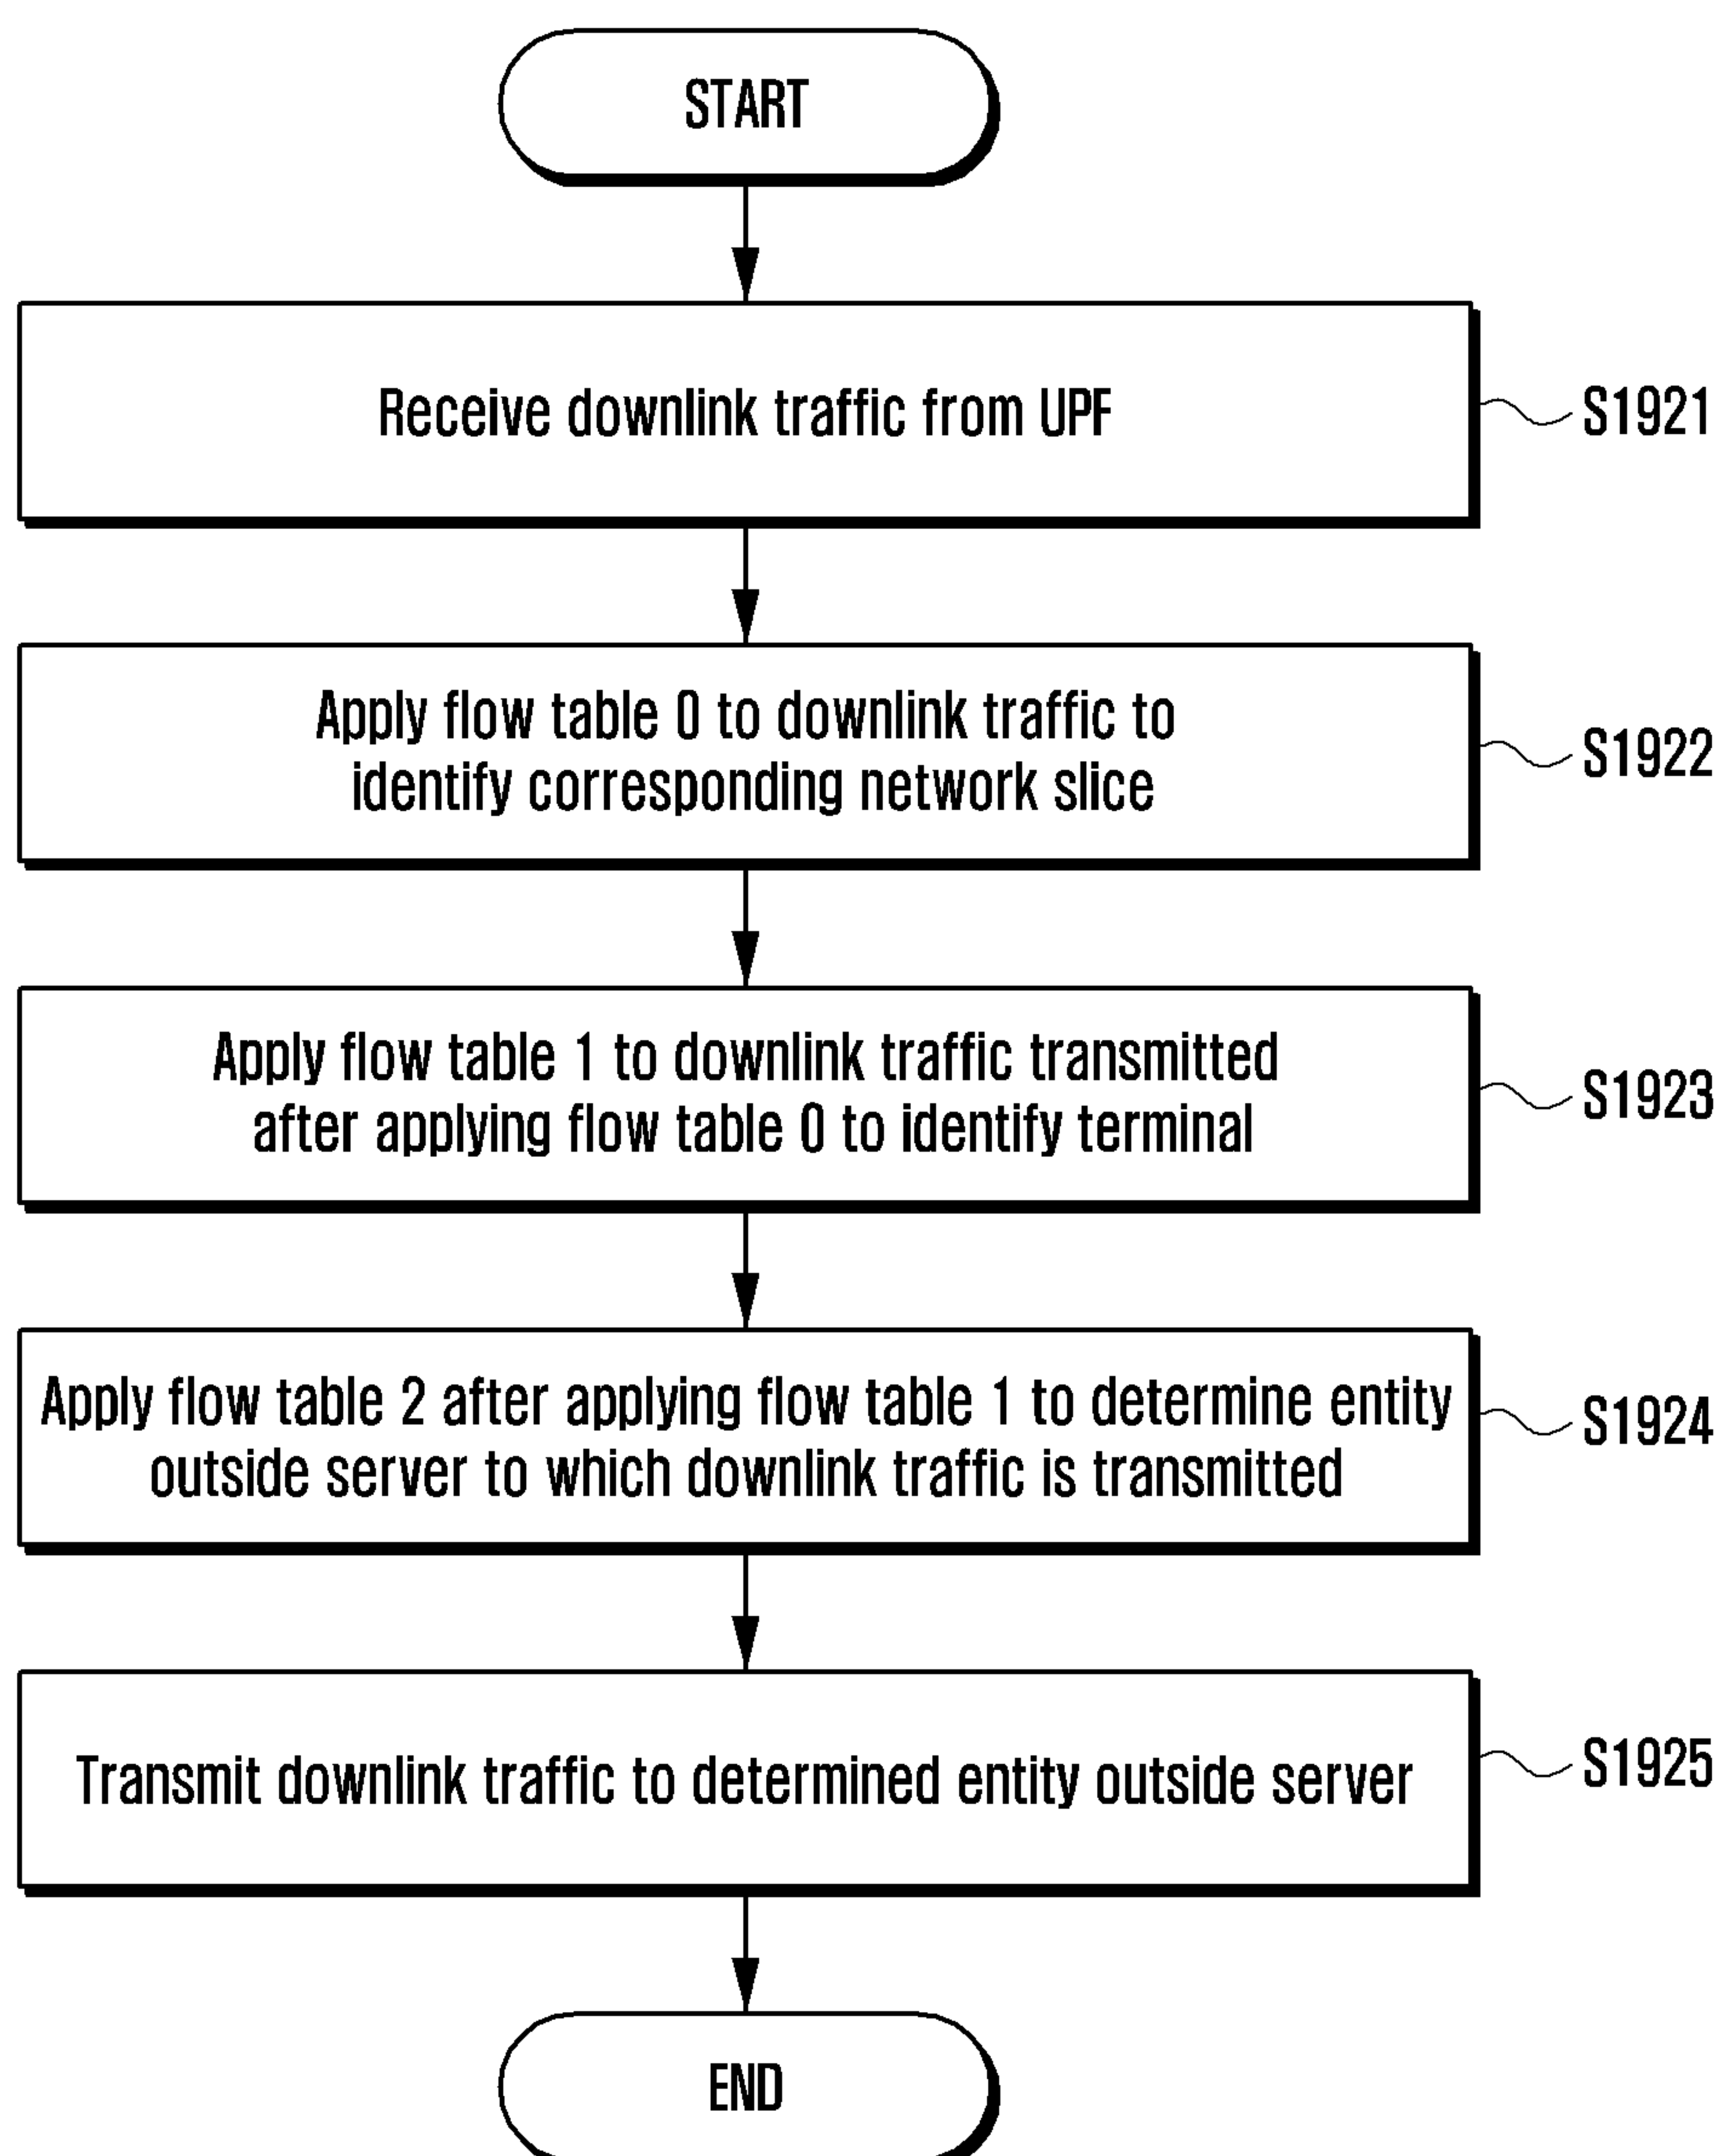 START
Receive downlink traffic from UPF
S1921
Apply flow table 0 to downlink traffic to
identify corresponding network slice
S1922
Apply flow table 1 to downlink traffic transmitted
after applying flow table 0 to identify terminal
S1923
Apply flow table 2 after applying flow table 1 to determine entity
outside server to which downlink traffic is transmitted
S1924
Transmit downlink traffic to determined entity outside server
S1925
END